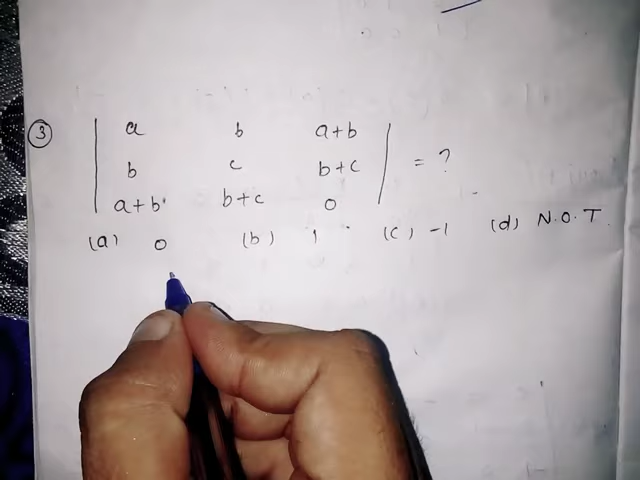 3 | a b a+b |
| b c b+c | = ?
| a+b b+c 0 |
(a) 0 (b) 1 (c) -1 (d) N.O.T.